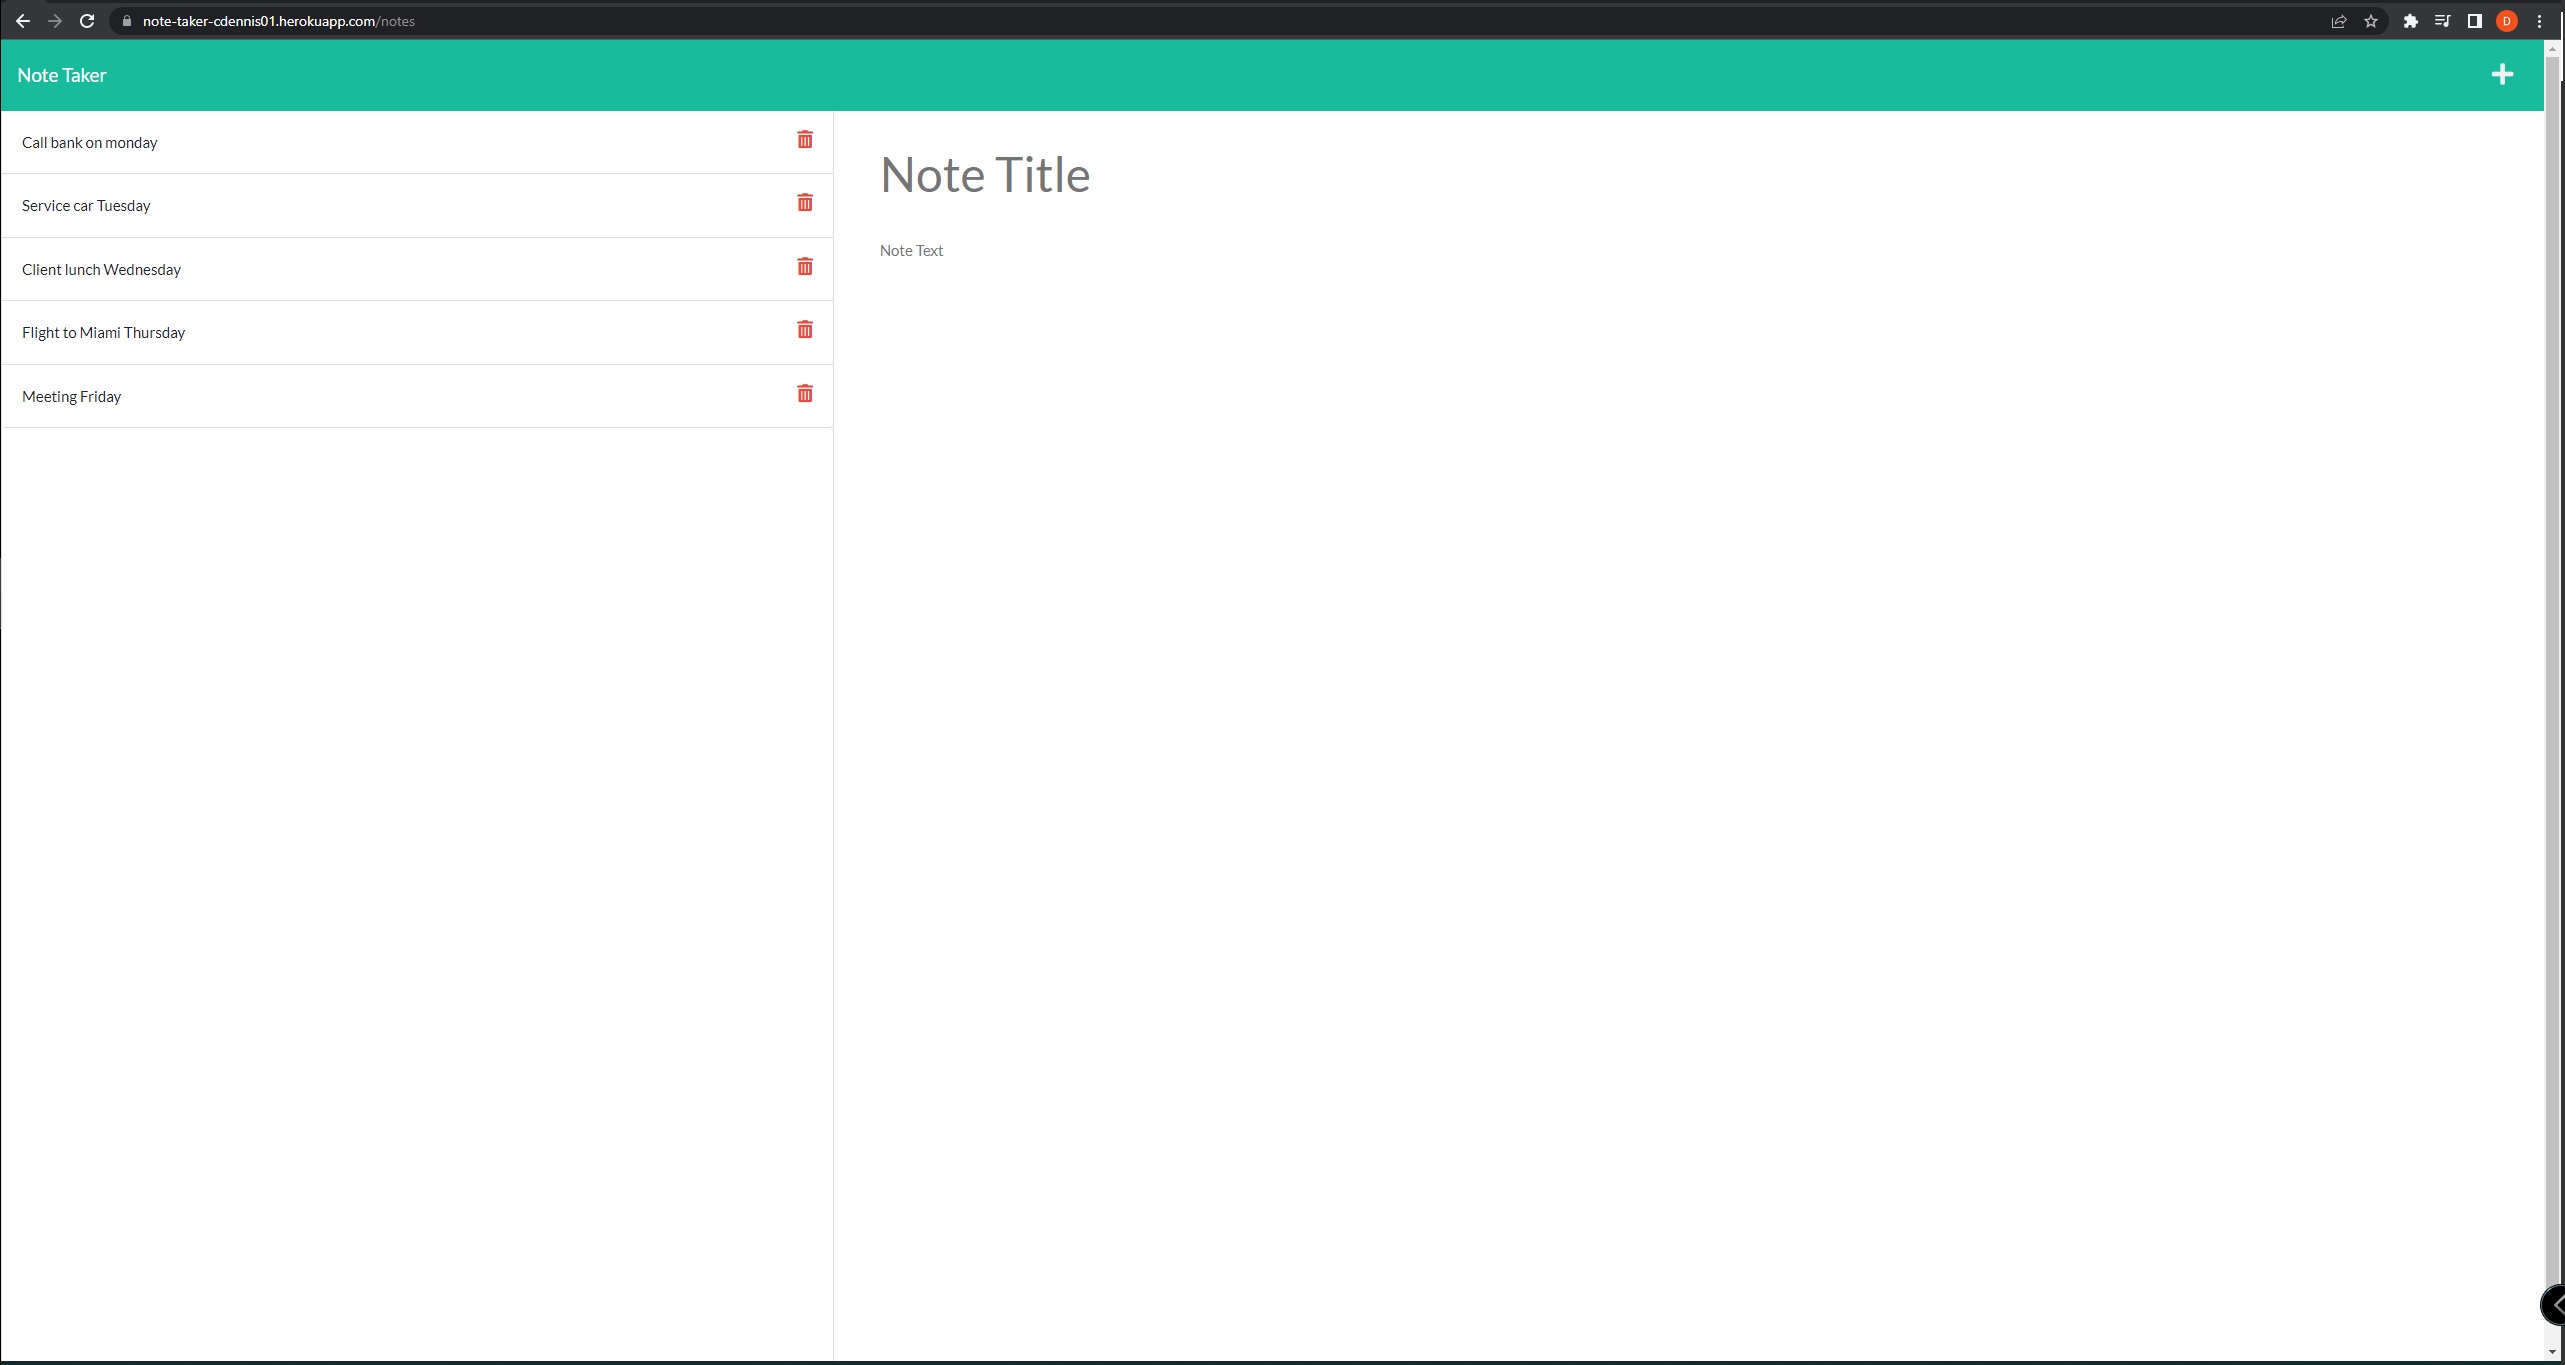 note-taker-cdennis01.herokuapp.com/notes
D
Note Taker
Call bank on monday
Service car Tuesday
Client lunch Wednesday
Flight to Miami Thursday
Meeting Friday
Note Title
Note Text